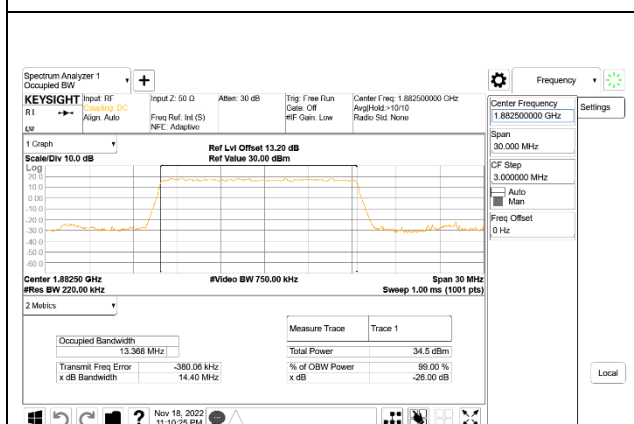 Spectrum Analyzer 1
Occupied BW
+
Frequency
KEYSIGHT Input: RF
Coupling: DC
Align: Auto
Input Z: 50 Ω
Freq Ref: Int (S)
NFE: Adaptive
Atten: 30 dB
Trig: Free Run
Gate: Off
#IF Gain: Low
Center Freq: 1.882500000 GHz
Avg|Hold:>10/10
Radio Std: None
Center Frequency
1.882500000 GHz
Settings
Span
30.000 MHz
CF Step
3.000000 MHz
Auto
Man
Freq Offset
0 Hz
1 Graph
Scale/Div 10.0 dB
Ref Lvl Offset 13.20 dB
Ref Value 30.00 dBm
Log
20.0
10.0
0.00
-10.0
-20.0
-30.0
-40.0
-50.0
-60.0
Center 1.88250 GHz
#Res BW 220.00 kHz
#Video BW 750.00 kHz
Span 30 MHz
Sweep 1.00 ms (1001 pts)
2 Metrics
Measure Trace
Trace 1
Occupied Bandwidth
13.368 MHz
Total Power
34.5 dBm
Transmit Freq Error
-380.06 kHz
% of OBW Power
99.00 %
x dB Bandwidth
14.40 MHz
x dB
-26.00 dB
Local
?
Nov 18, 2022
11:10:25 PM